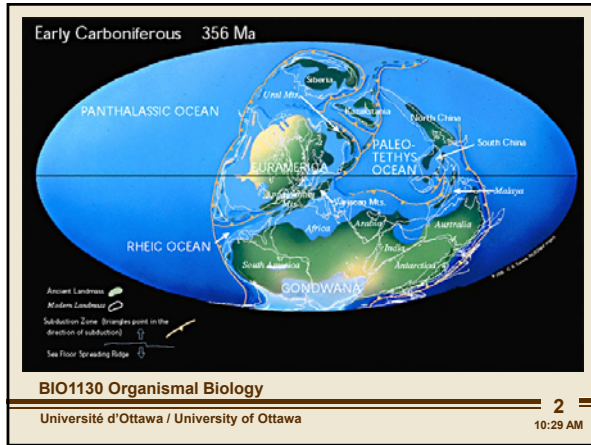 Early Carboniferous 356 Ma
Siberia
Ural Mts.
PANTHALASSIC OCEAN
Kazakstania
North China
PALEO-
TETHYS
OCEAN
South China
EURAMERICA
Appalachian
Mts.
Variscan Mts.
Malaya
Africa
Arabia
Australia
RHEIC OCEAN
India
South America
Antarctica
GONDWANA
Ancient Landmass
Modern Landmass
Subduction Zone (triangles point in the
direction of subduction)
Sea Floor Spreading Ridge
BIO1130 Organismal Biology
Université d'Ottawa / University of Ottawa
2
10:29 AM